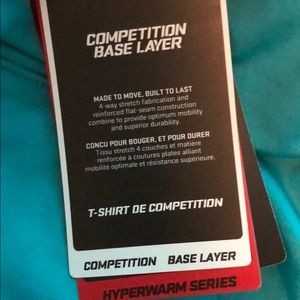 COMPETITION
BASE LAYER
MADE TO MOVE, BUILT TO LAST
4-way stretch fabrication and
reinforced flat-seam construction
combine to provide optimum mobility
and superior durability.
CONÇU POUR BOUGER, ET POUR DURER
Tissu stretch 4 couches et matière
renforcée à coutures plates alliant
mobilité optimale et résistance supérieure.
T-SHIRT DE COMPETITION
COMPETITION BASE LAYER
HYPERWARM SERIES